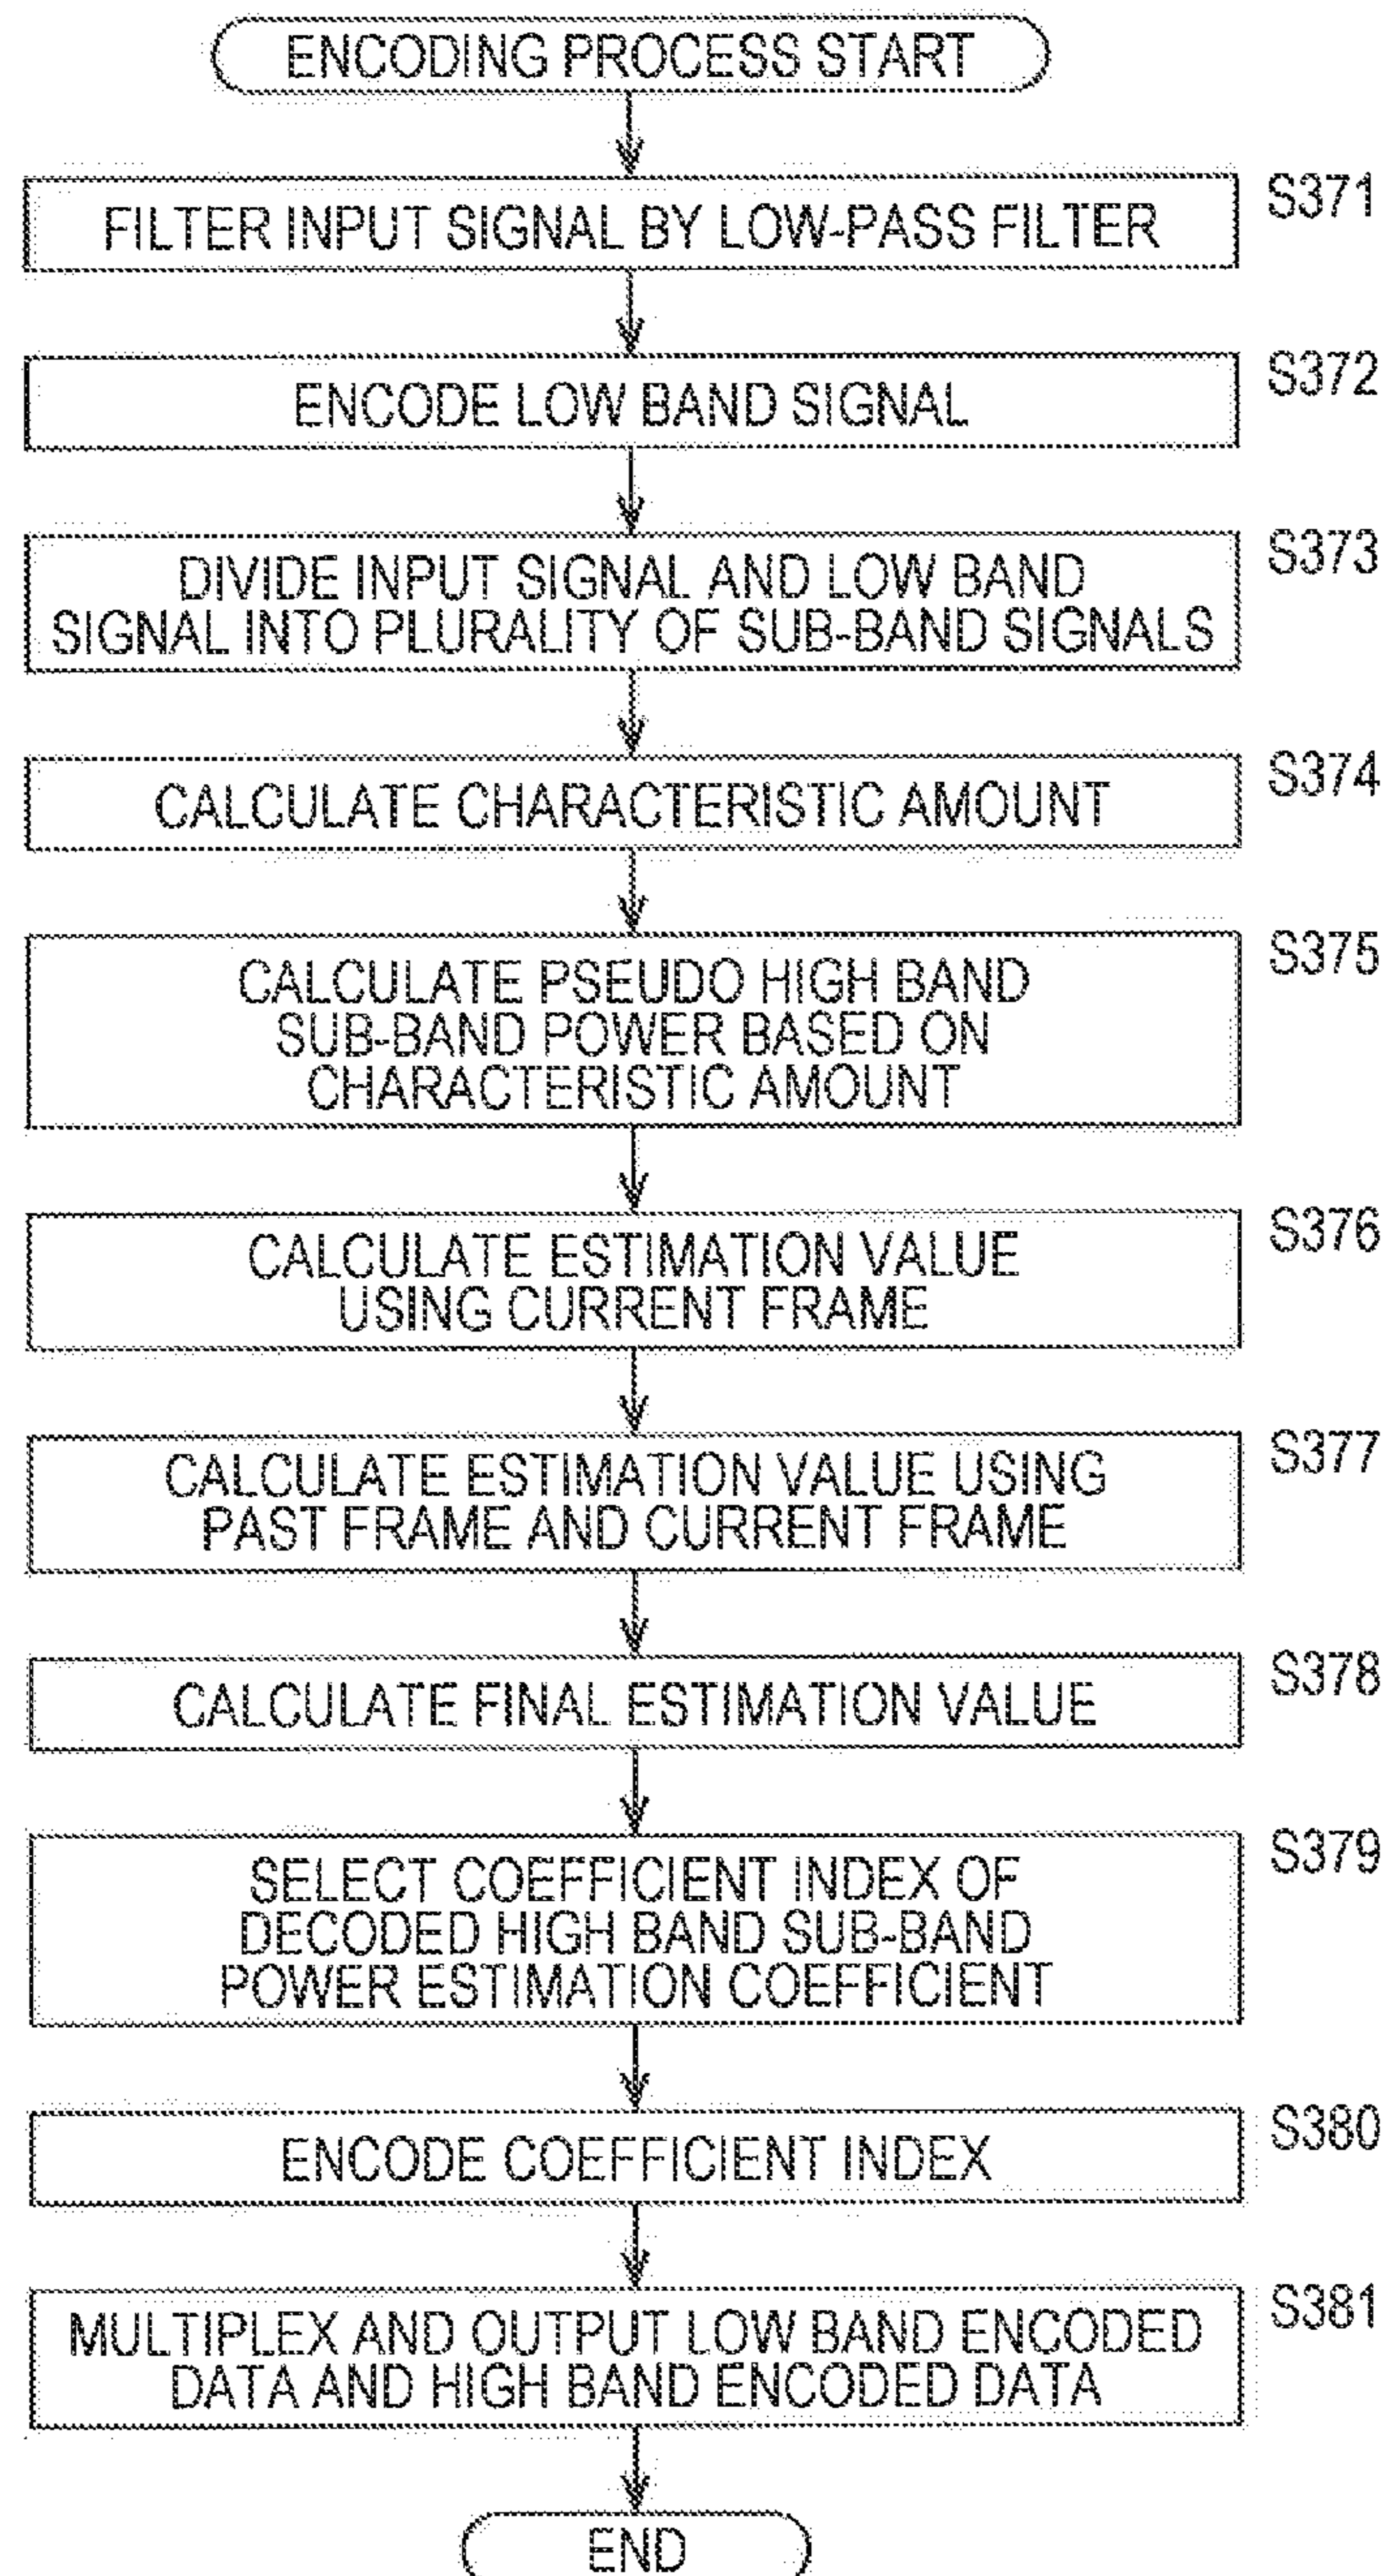 ENCODING PROCESS START
S371
FILTER INPUT SIGNAL BY LOW-PASS FILTER
S372
ENCODE LOW BAND SIGNAL
S373
DIVIDE INPUT SIGNAL AND LOW BAND
SIGNAL INTO PLURALITY OF SUB-BAND SIGNALS
S374
CALCULATE CHARACTERISTIC AMOUNT
S375
CALCULATE PSEUDO HIGH BAND
SUB-BAND POWER BASED ON
CHARACTERISTIC AMOUNT
S376
CALCULATE ESTIMATION VALUE
USING CURRENT FRAME
S377
CALCULATE ESTIMATION VALUE USING
PAST FRAME AND CURRENT FRAME
S378
CALCULATE FINAL ESTIMATION VALUE
S379
SELECT COEFFICIENT INDEX OF
DECODED HIGH BAND SUB-BAND
POWER ESTIMATION COEFFICIENT
S380
ENCODE COEFFICIENT INDEX
S381
MULTIPLEX AND OUTPUT LOW BAND ENCODED
DATA AND HIGH BAND ENCODED DATA
END